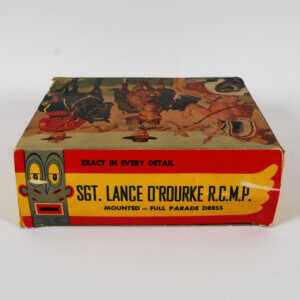 EXACT IN EVERY DETAIL
SGT. LANCE O'ROURKE R.C.M.P.
MOUNTED – FULL PARADE DRESS